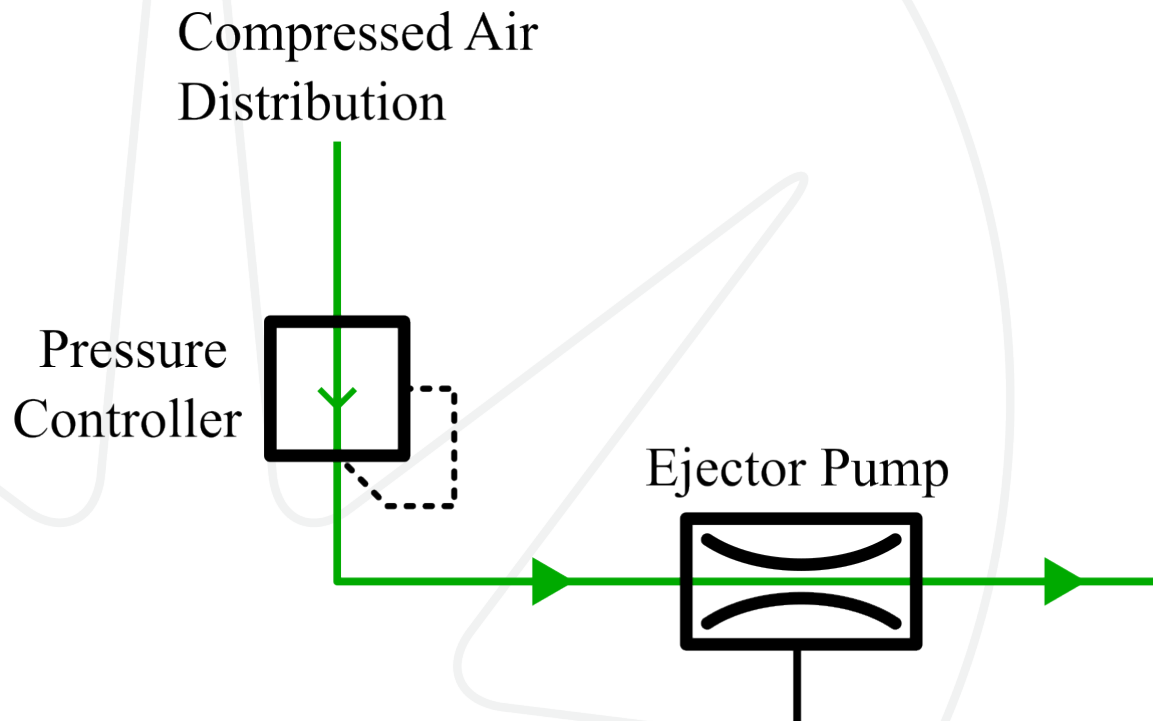 Compressed Air
Distribution
Pressure
Controller
Ejector Pump